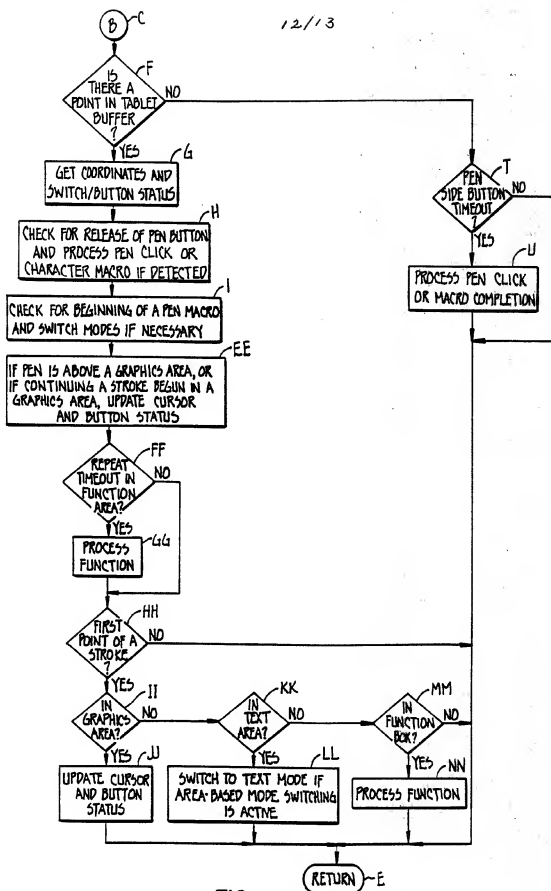 12/13
B
C
F
IS
THERE A
POINT IN TABLET
BUFFER
?
NO
YES
G
GET COORDINATES AND
SWITCH/BUTTON STATUS
T
PEN
SIDE BUTTON
TIMEOUT
?
NO
YES
H
CHECK FOR RELEASE OF PEN BUTTON
AND PROCESS PEN CLICK OR
CHARACTER MACRO IF DETECTED
U
PROCESS PEN CLICK
OR MACRO COMPLETION
I
CHECK FOR BEGINNING OF A PEN MACRO
AND SWITCH MODES IF NECESSARY
EE
IF PEN IS ABOVE A GRAPHICS AREA, OR
IF CONTINUING A STROKE BEGUN IN A
GRAPHICS AREA, UPDATE CURSOR
AND BUTTON STATUS
FF
REPEAT
TIMEOUT IN
FUNCTION
AREA?
NO
YES
GG
PROCESS
FUNCTION
HH
FIRST
POINT OF A
STROKE
?
NO
YES
II
IN
GRAPHICS
AREA?
NO
YES
KK
IN
TEXT
AREA?
NO
YES
MM
IN
FUNCTION
BOX?
NO
YES
JJ
UPDATE CURSOR
AND BUTTON
STATUS
LL
SWITCH TO TEXT MODE IF
AREA-BASED MODE SWITCHING
IS ACTIVE
NN
PROCESS FUNCTION
RETURN
E